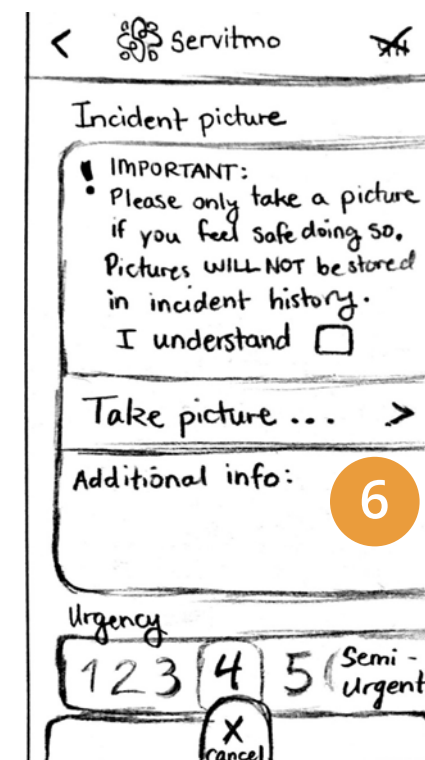 < Servitmo
Incident picture
! IMPORTANT:
Please only take a picture
if you feel safe doing so.
Pictures WILL NOT be stored
in incident history.
I understand
Take picture ... >
Additional info:
6
Urgency
1 2 3 4 5 Semi-
Urgent
X
cancel